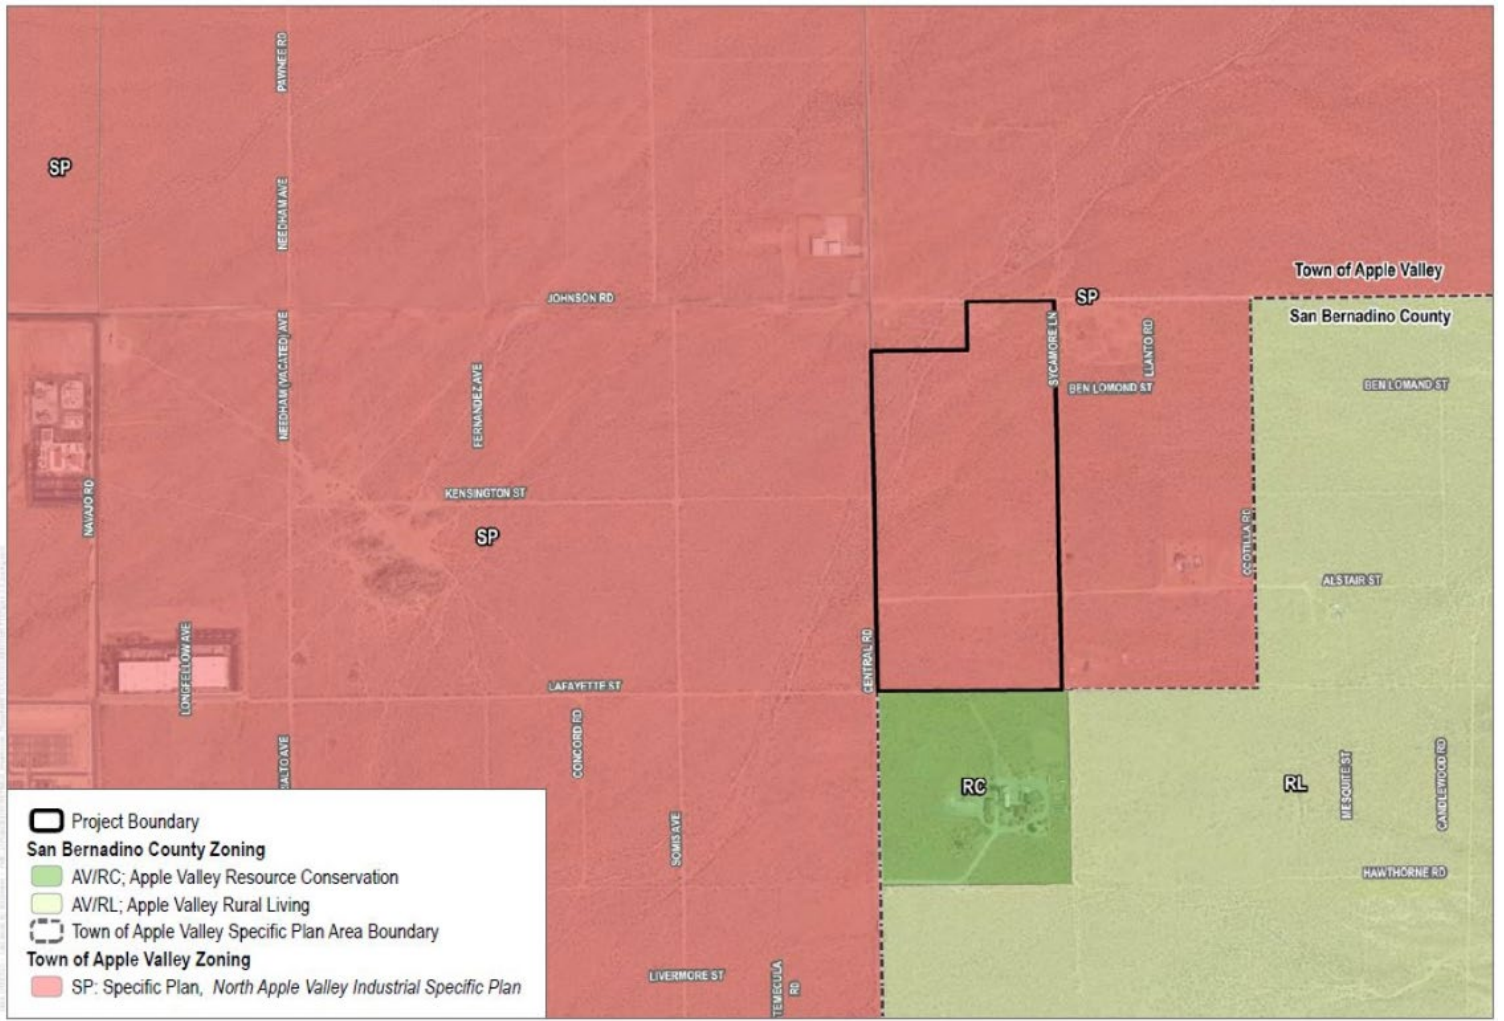 PAWNEE RD
SP
NEEDHAM AVE
Town of Apple Valley
JOHNSON RD
SP
San Bernadino County
NEEDHAM (VACATED) AVE
SYCAMORE LN
LLANTO RD
FERNANDEZ AVE
BEN LOMOND ST
BEN LOMAND ST
NAVAJO RD
KENSINGTON ST
SP
OCOTILLA RD
ALSTAIR ST
LONGFELLOW AVE
CENTRAL RD
LAFAYETTE ST
CONCORD RD
RC
RL
MESQUITE ST
CANDLEWOOD RD
SOMIS AVE
HAWTHORNE RD
LIVERMORE ST
TEMECULA
RD
Project Boundary
San Bernadino County Zoning
AV/RC; Apple Valley Resource Conservation
AV/RL; Apple Valley Rural Living
Town of Apple Valley Specific Plan Area Boundary
Town of Apple Valley Zoning
SP: Specific Plan, North Apple Valley Industrial Specific Plan